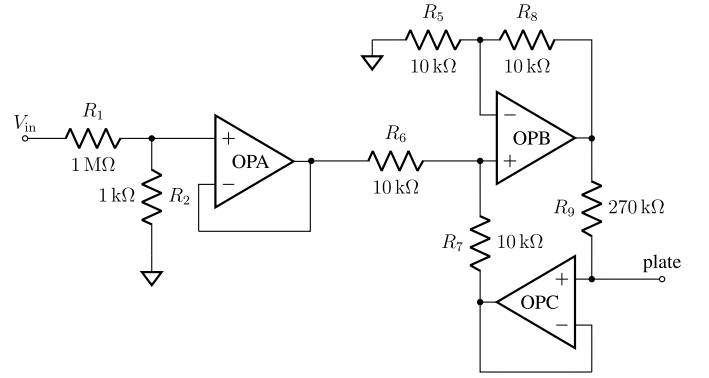 R5
R8
10 kΩ
10 kΩ
Vin
R1
1 MΩ
+
−
OPA
1 kΩ
R2
R6
10 kΩ
−
+
OPB
R7
10 kΩ
R9
270 kΩ
plate
+
−
OPC